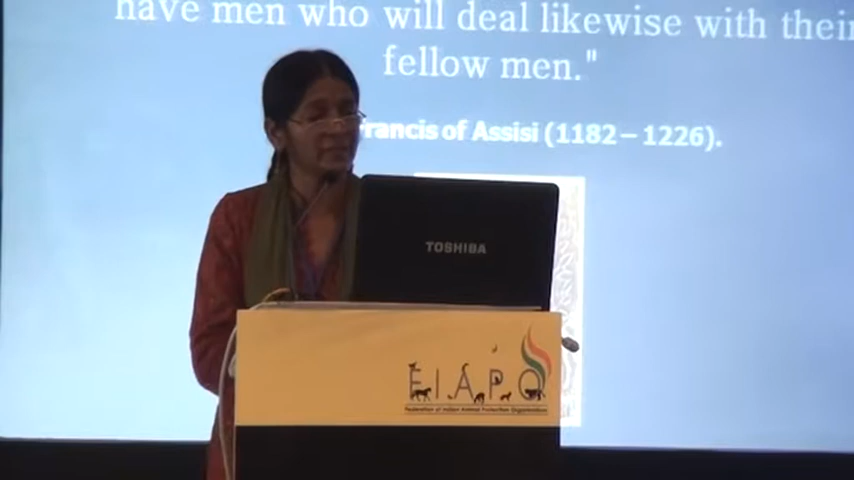 have men who will deal likewise with their
fellow men."
Francis of Assisi (1182 – 1226).
TOSHIBA
FIAPO
Federation of Indian Animal Protection Organisations